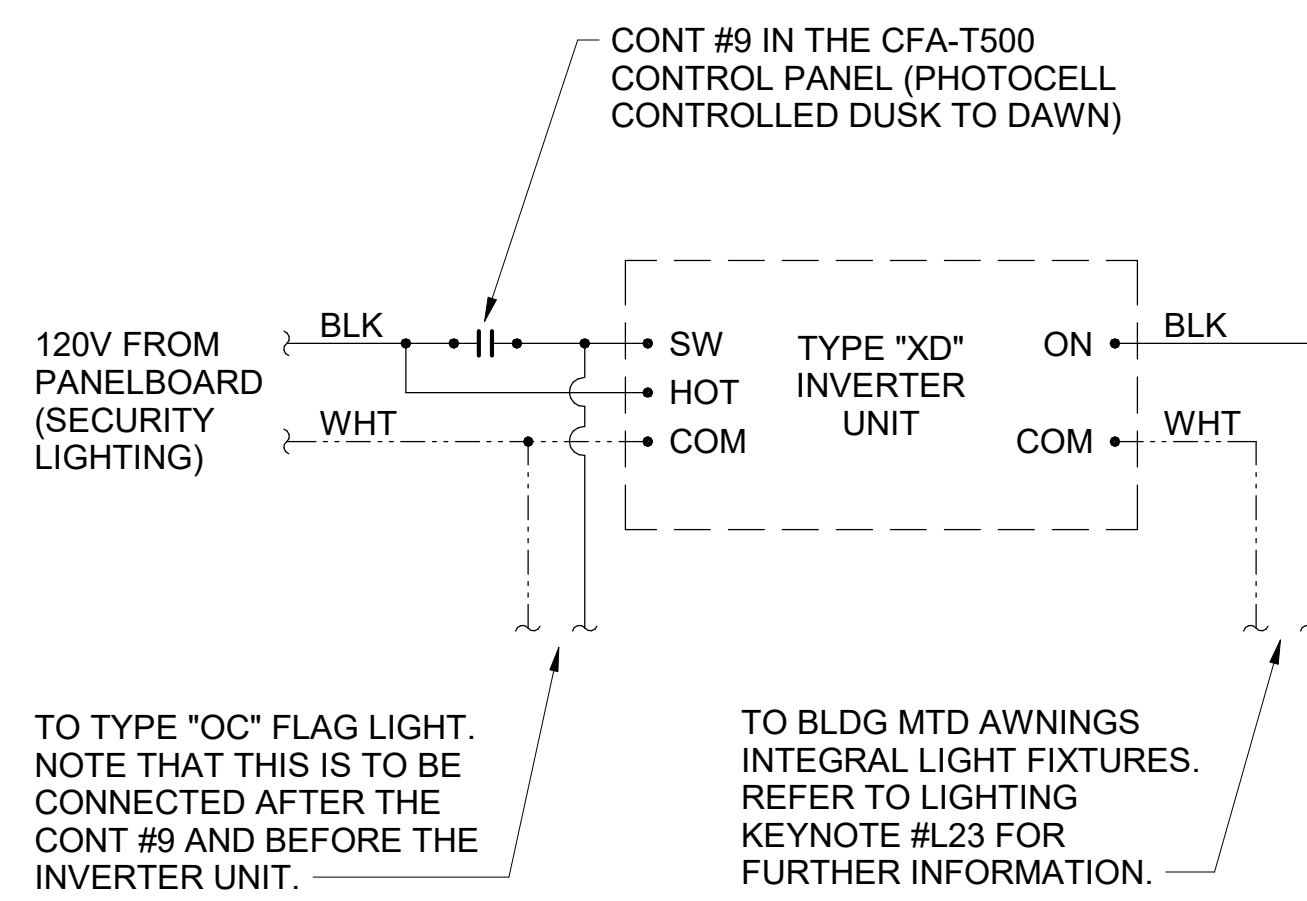 CONT #9 IN THE CFA-T500
CONTROL PANEL (PHOTOCELL
CONTROLLED DUSK TO DAWN)
120V FROM
PANELBOARD
(SECURITY
LIGHTING)
BLK
WHT
SW
HOT
COM
TYPE "XD"
INVERTER
UNIT
ON
COM
BLK
WHT
TO TYPE "OC" FLAG LIGHT.
NOTE THAT THIS IS TO BE
CONNECTED AFTER THE
CONT #9 AND BEFORE THE
INVERTER UNIT.
TO BLDG MTD AWNINGS
INTEGRAL LIGHT FIXTURES.
REFER TO LIGHTING
KEYNOTE #L23 FOR
FURTHER INFORMATION.